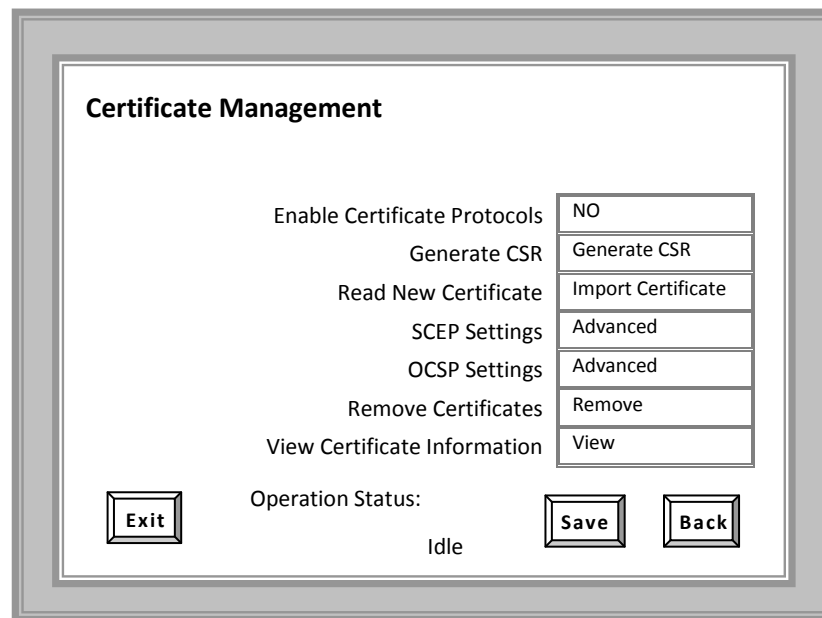 Certificate Management
Enable Certificate Protocols NO
Generate CSR Generate CSR
Read New Certificate Import Certificate
SCEP Settings Advanced
OCSP Settings Advanced
Remove Certificates Remove
View Certificate Information View
Operation Status:
Exit Save Back
Idle